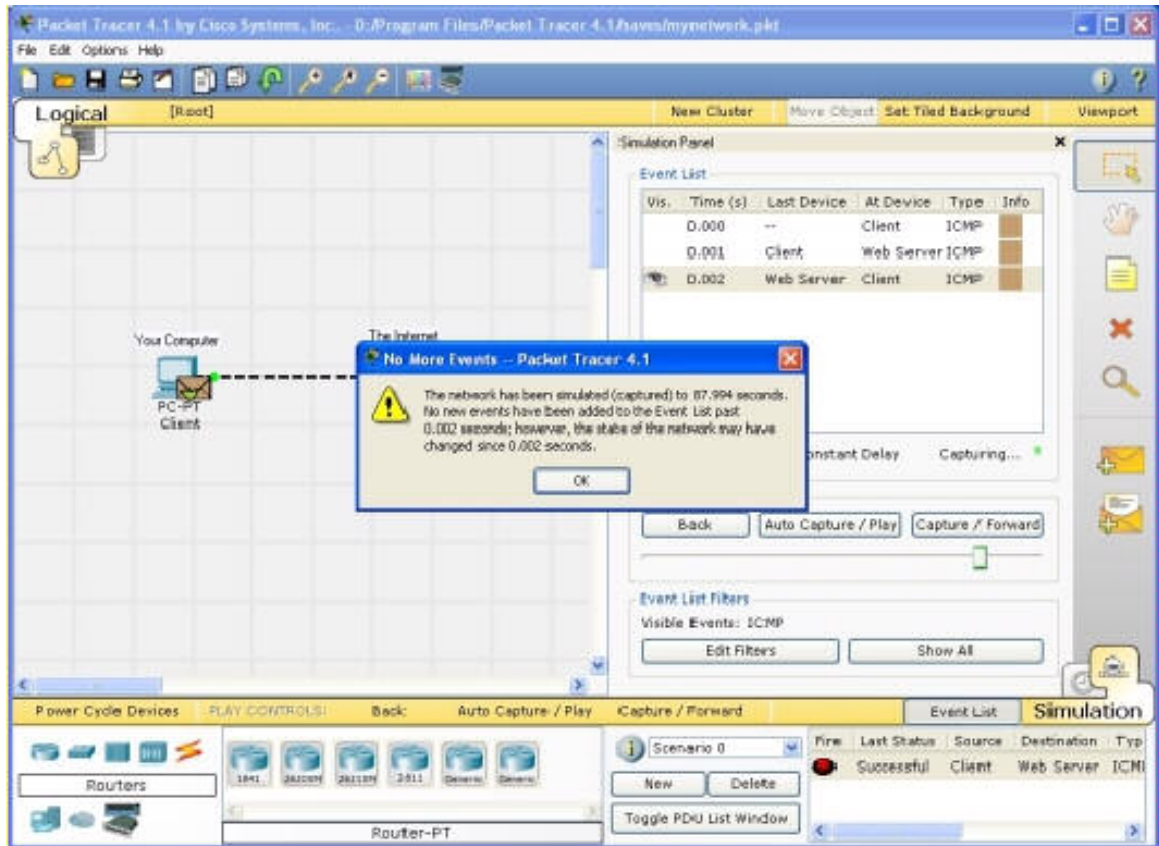 Packet Tracer 4.1 by Cisco Systems, Inc. - D:/Program Files/Packet Tracer 4.1/saves/mynetwork.pkt
File Edit Options Help
Logical [Root] New Cluster Move Object Set Tiled Background Viewport
Simulation Panel
Event List
Vis. Time (s) Last Device At Device Type Info
0.000 -- Client ICMP
0.001 Client Web Server ICMP
0.002 Web Server Client ICMP
Your Computer
The Internet
PC-PT
Client
No More Events -- Packet Tracer 4.1
The network has been simulated (captured) to 87.994 seconds.
No new events have been added to the Event List past
0.002 seconds; however, the state of the network may have
changed since 0.002 seconds.
OK
Constant Delay Capturing...
Back Auto Capture / Play Capture / Forward
Event List Filters
Visible Events: ICMP
Edit Filters Show All
Power Cycle Devices PLAY CONTROLS: Back Auto Capture / Play Capture / Forward Event List Simulation
Scenario 0
Fire Last Status Source Destination Typ
Successful Client Web Server ICMI
1841 2620XM 2621XM 2811 Generic Generic
Routers
New Delete
Toggle PDU List Window
Router-PT